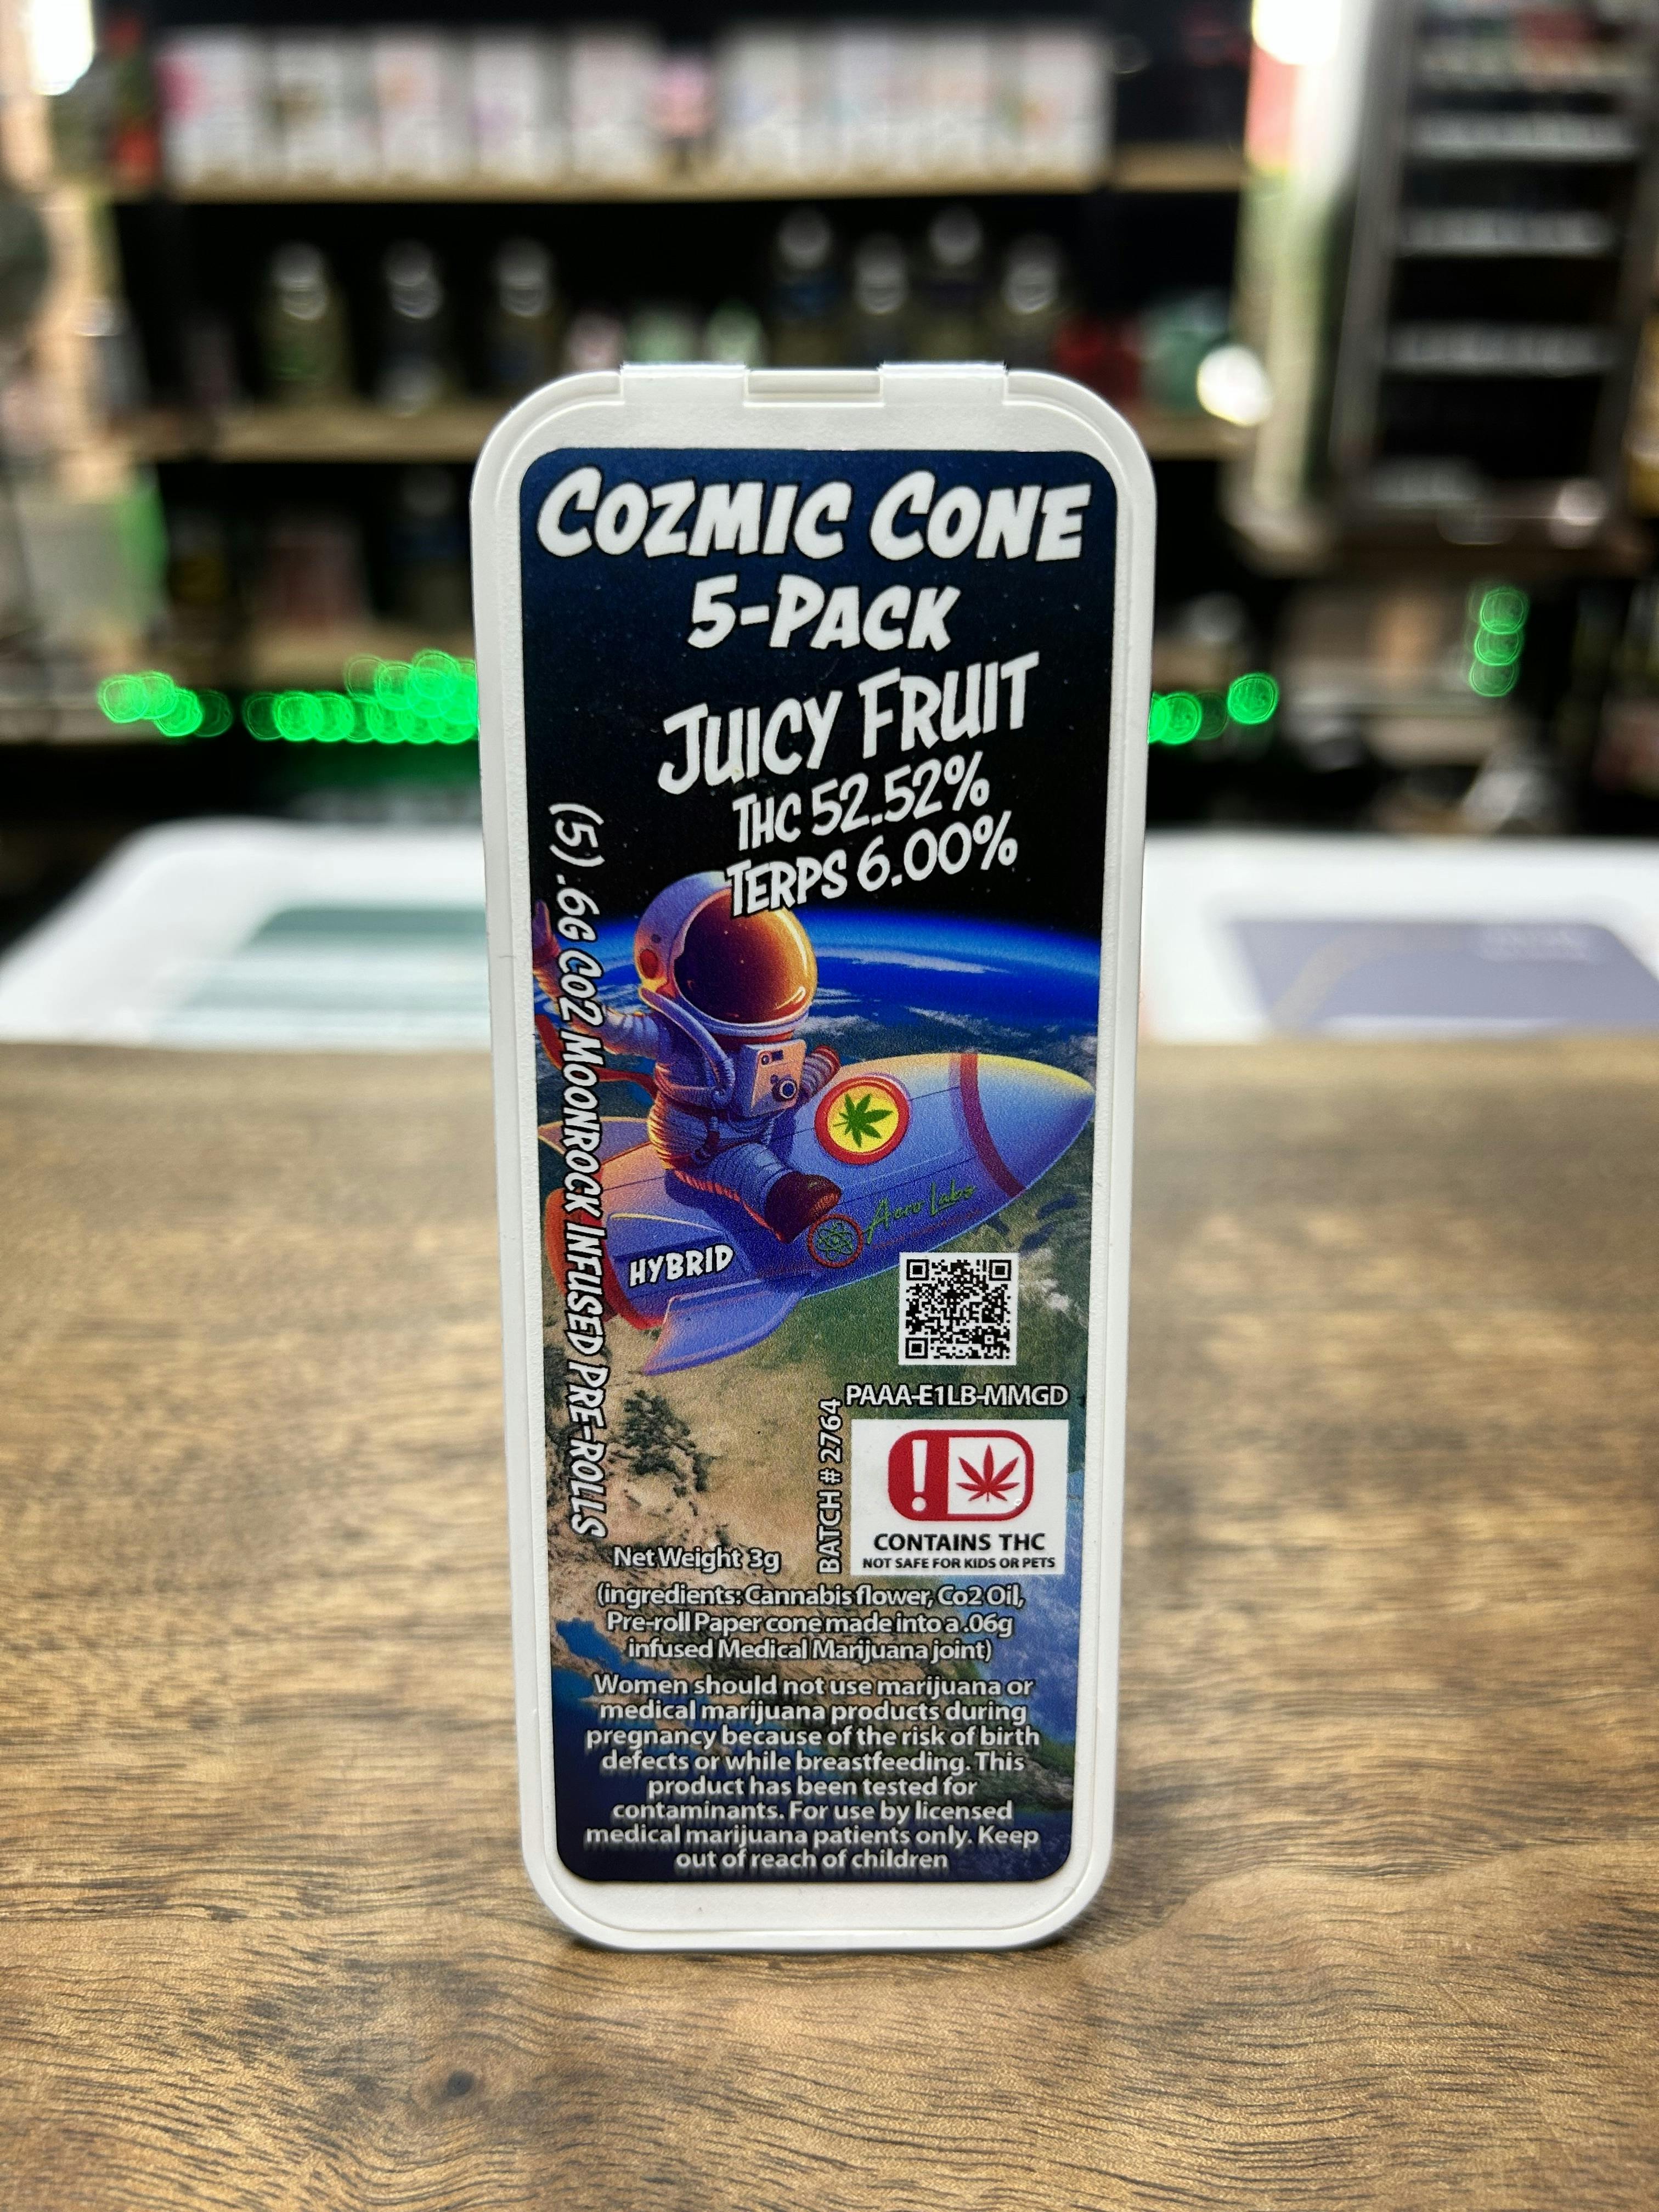 COZMIC CONE
5-PACK
JUICY FRUIT
THC 52.52%
TERPS 6.00%
(5) .6G CO2 MOONROCK INFUSED PRE-ROLLS
Aero Labs
HYBRID
PAAA-E1LB-MMGD
BATCH # 2764
!
CONTAINS THC
NOT SAFE FOR KIDS OR PETS
Net Weight 3g
(ingredients: Cannabis flower, Co2 Oil,
Pre-roll Paper cone made into a .06g
infused Medical Marijuana joint)
Women should not use marijuana or
medical marijuana products during
pregnancy because of the risk of birth
defects or while breastfeeding. This
product has been tested for
contaminants. For use by licensed
medical marijuana patients only. Keep
out of reach of children